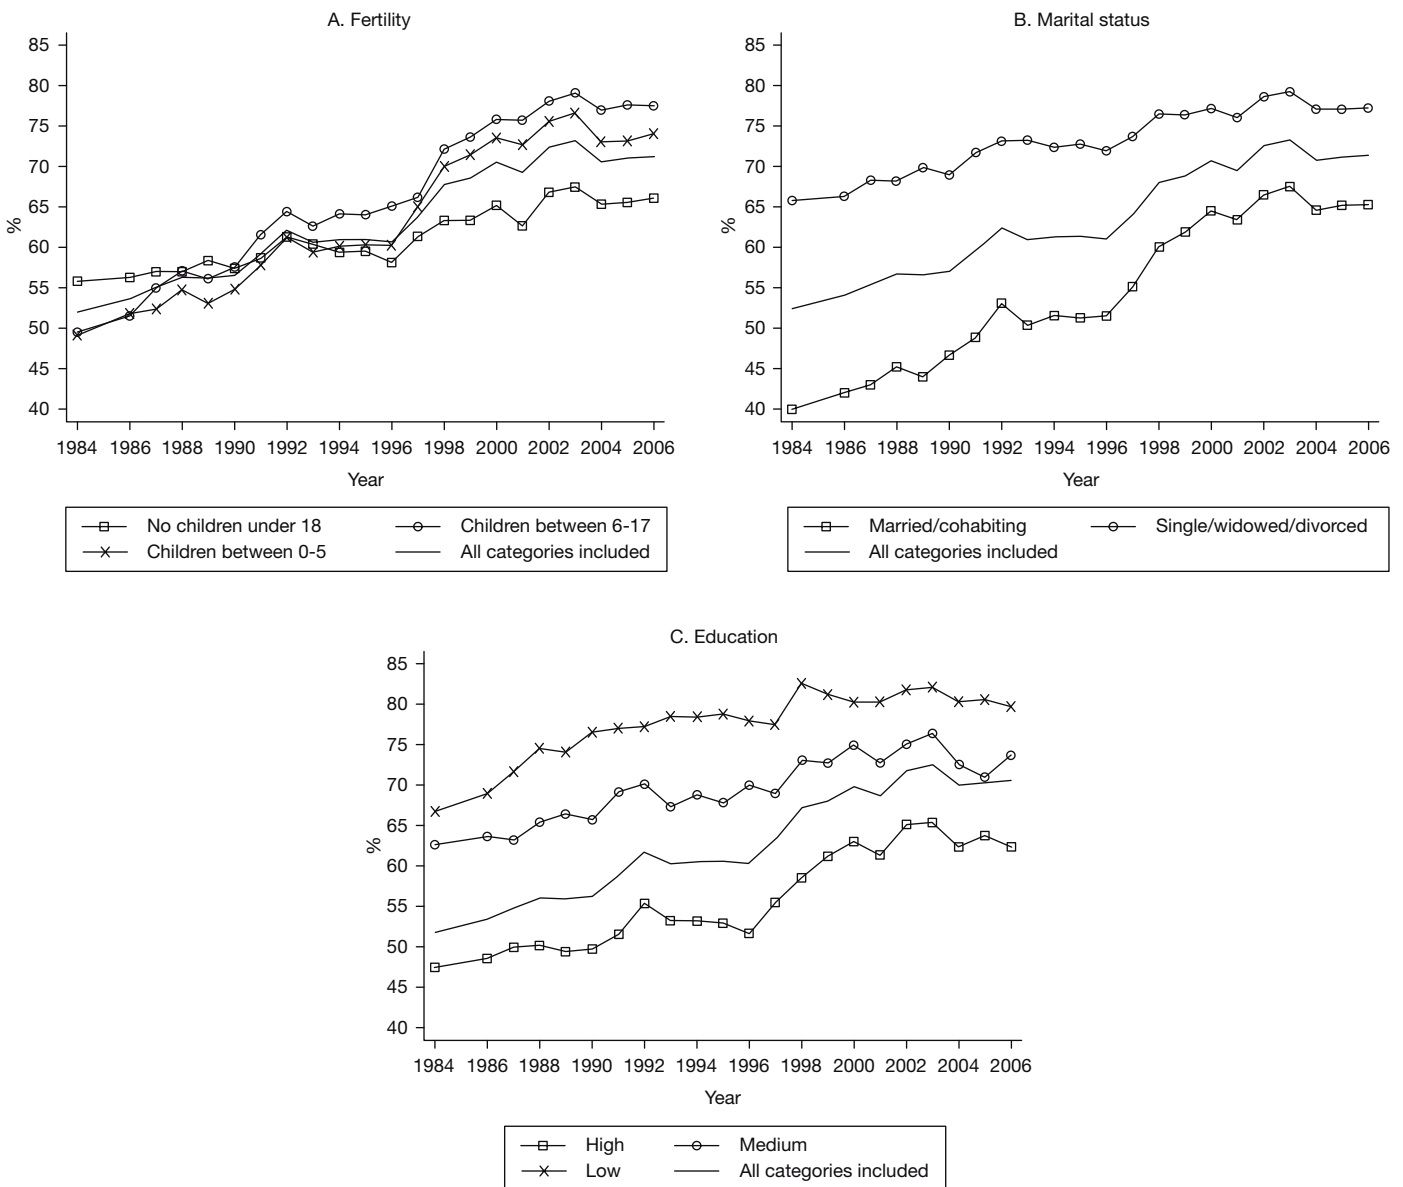 A. Fertility
85
80
75
70
65
60
55
50
45
40
%
1984 1986 1988 1990 1992 1994 1996 1998 2000 2002 2004 2006
Year
No children under 18 Children between 6-17
Children between 0-5 All categories included
B. Marital status
85
80
75
70
65
60
55
50
45
40
%
1984 1986 1988 1990 1992 1994 1996 1998 2000 2002 2004 2006
Year
Married/cohabiting Single/widowed/divorced
All categories included
C. Education
85
80
75
70
65
60
55
50
45
40
%
1984 1986 1988 1990 1992 1994 1996 1998 2000 2002 2004 2006
Year
High Medium
Low All categories included